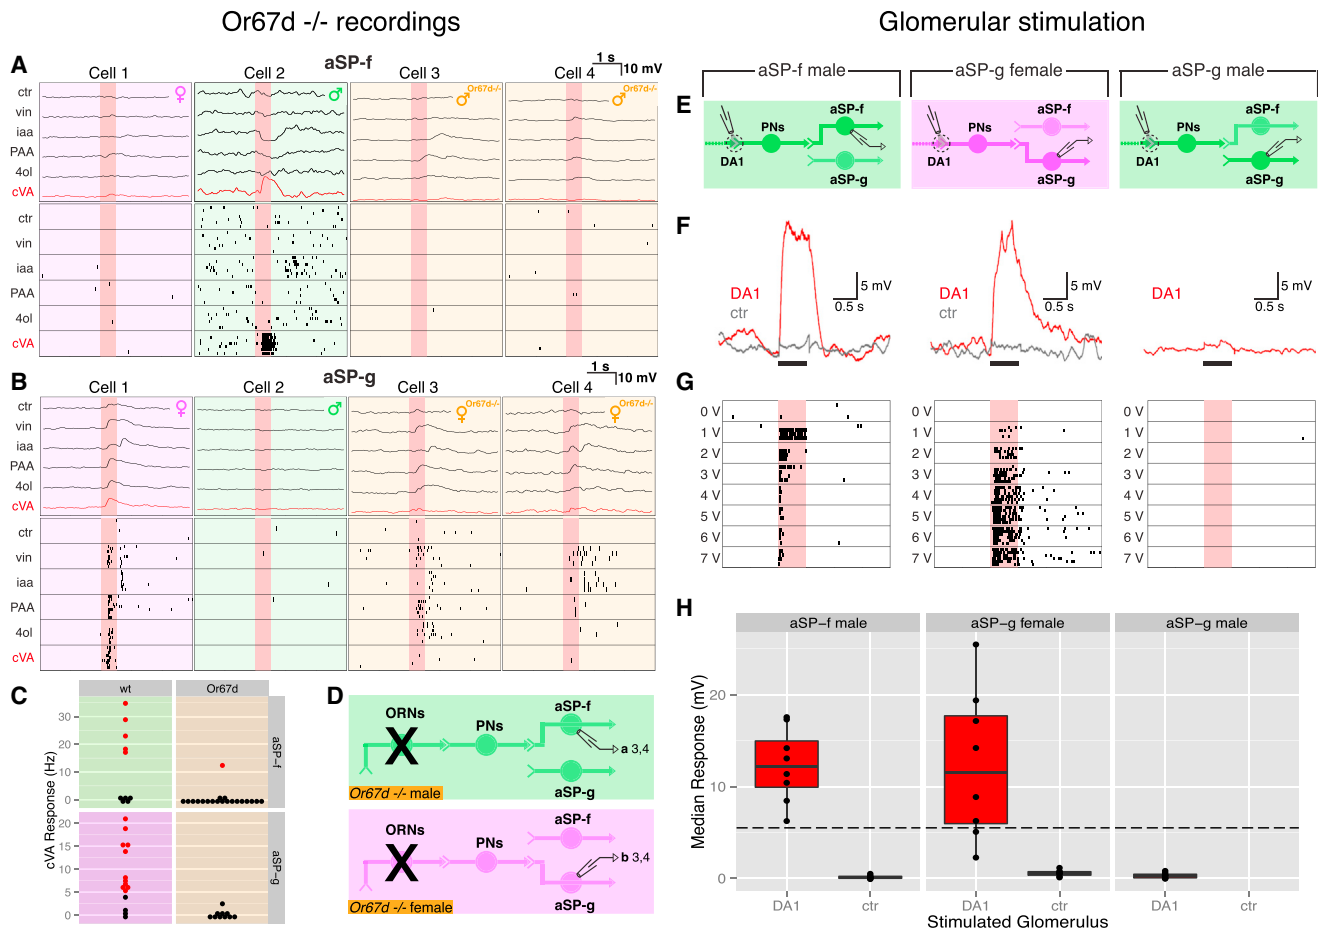 Or67d -/- recordings
Glomerular stimulation
A
aSP-f
1 s
10 mV
Cell 1
Cell 2
Cell 3
Cell 4
ctr
vin
iaa
PAA
4ol
cVA
♀
♂
♂Or67d-/-
♂Or67d-/-
ctr
vin
iaa
PAA
4ol
cVA
B
aSP-g
1 s
10 mV
Cell 1
Cell 2
Cell 3
Cell 4
ctr
vin
iaa
PAA
4ol
cVA
♀
♂
♀Or67d-/-
♀Or67d-/-
ctr
vin
iaa
PAA
4ol
cVA
C
wt
Or67d
cVA Response (Hz)
30
20
10
0
aSP-f
20
15
10
5
0
aSP-g
D
ORNs
X
PNs
aSP-f
a 3,4
aSP-g
Or67d -/- male
ORNs
X
PNs
aSP-f
b 3,4
aSP-g
Or67d -/- female
aSP-f male
aSP-g female
aSP-g male
E
DA1
PNs
aSP-f
aSP-g
DA1
PNs
aSP-f
aSP-g
DA1
PNs
aSP-f
aSP-g
F
DA1
ctr
5 mV
0.5 s
DA1
ctr
5 mV
0.5 s
DA1
5 mV
0.5 s
G
0 V
1 V
2 V
3 V
4 V
5 V
6 V
7 V
0 V
1 V
2 V
3 V
4 V
5 V
6 V
7 V
0 V
1 V
2 V
3 V
4 V
5 V
6 V
7 V
H
aSP-f male
aSP-g female
aSP-g male
Median Response (mV)
20
10
0
DA1
ctr
DA1
ctr
DA1
ctr
Stimulated Glomerulus